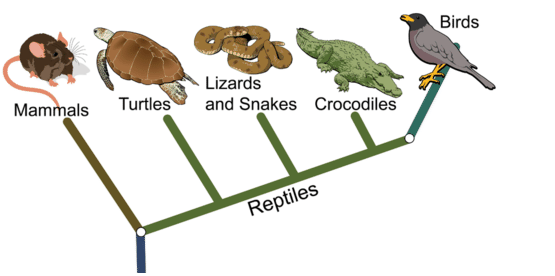 Birds
Mammals
Turtles
Lizards
and Snakes
Crocodiles
Reptiles